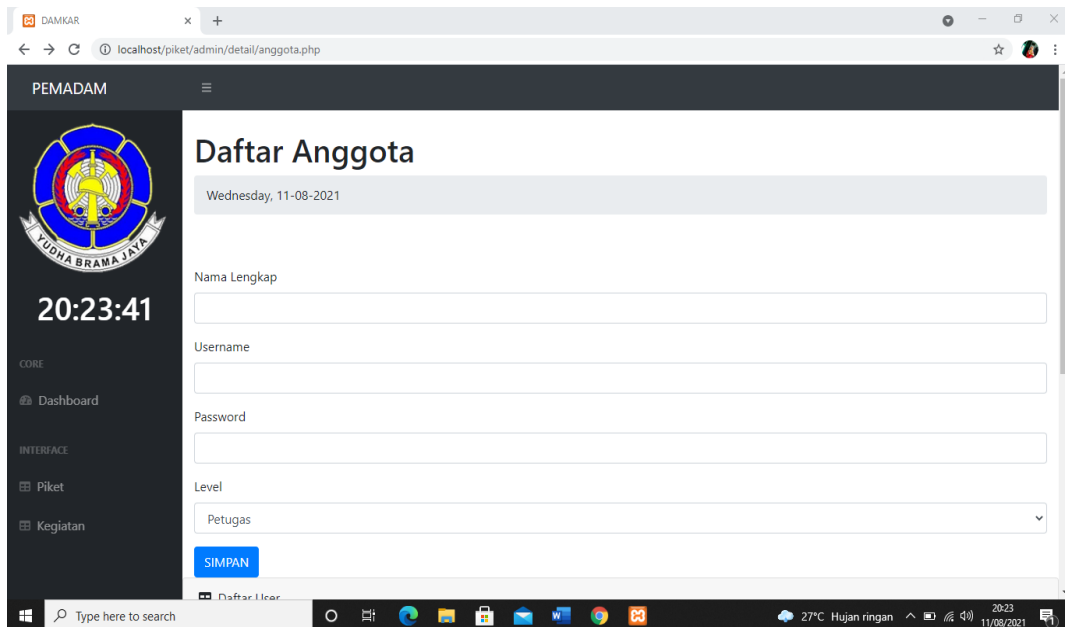 DAMKAR
localhost/piket/admin/detail/anggota.php
PEMADAM
YUDHA BRAMA JAYA
20:23:41
CORE
Dashboard
INTERFACE
Piket
Kegiatan
Daftar Anggota
Wednesday, 11-08-2021
Nama Lengkap
Username
Password
Level
Petugas
SIMPAN
Daftar User
Type here to search
27°C Hujan ringan
20:23
11/08/2021